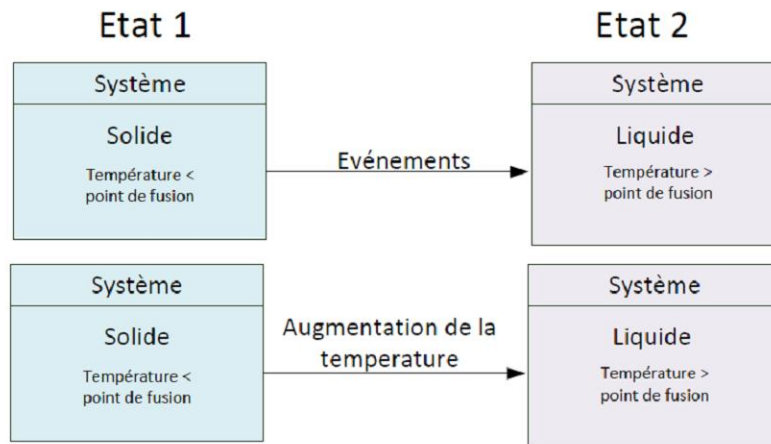 Etat 1
Etat 2
Système
Solide
Température <
point de fusion
Evénements
Système
Liquide
Température >
point de fusion
Système
Solide
Température <
point de fusion
Augmentation de la
temperature
Système
Liquide
Température >
point de fusion